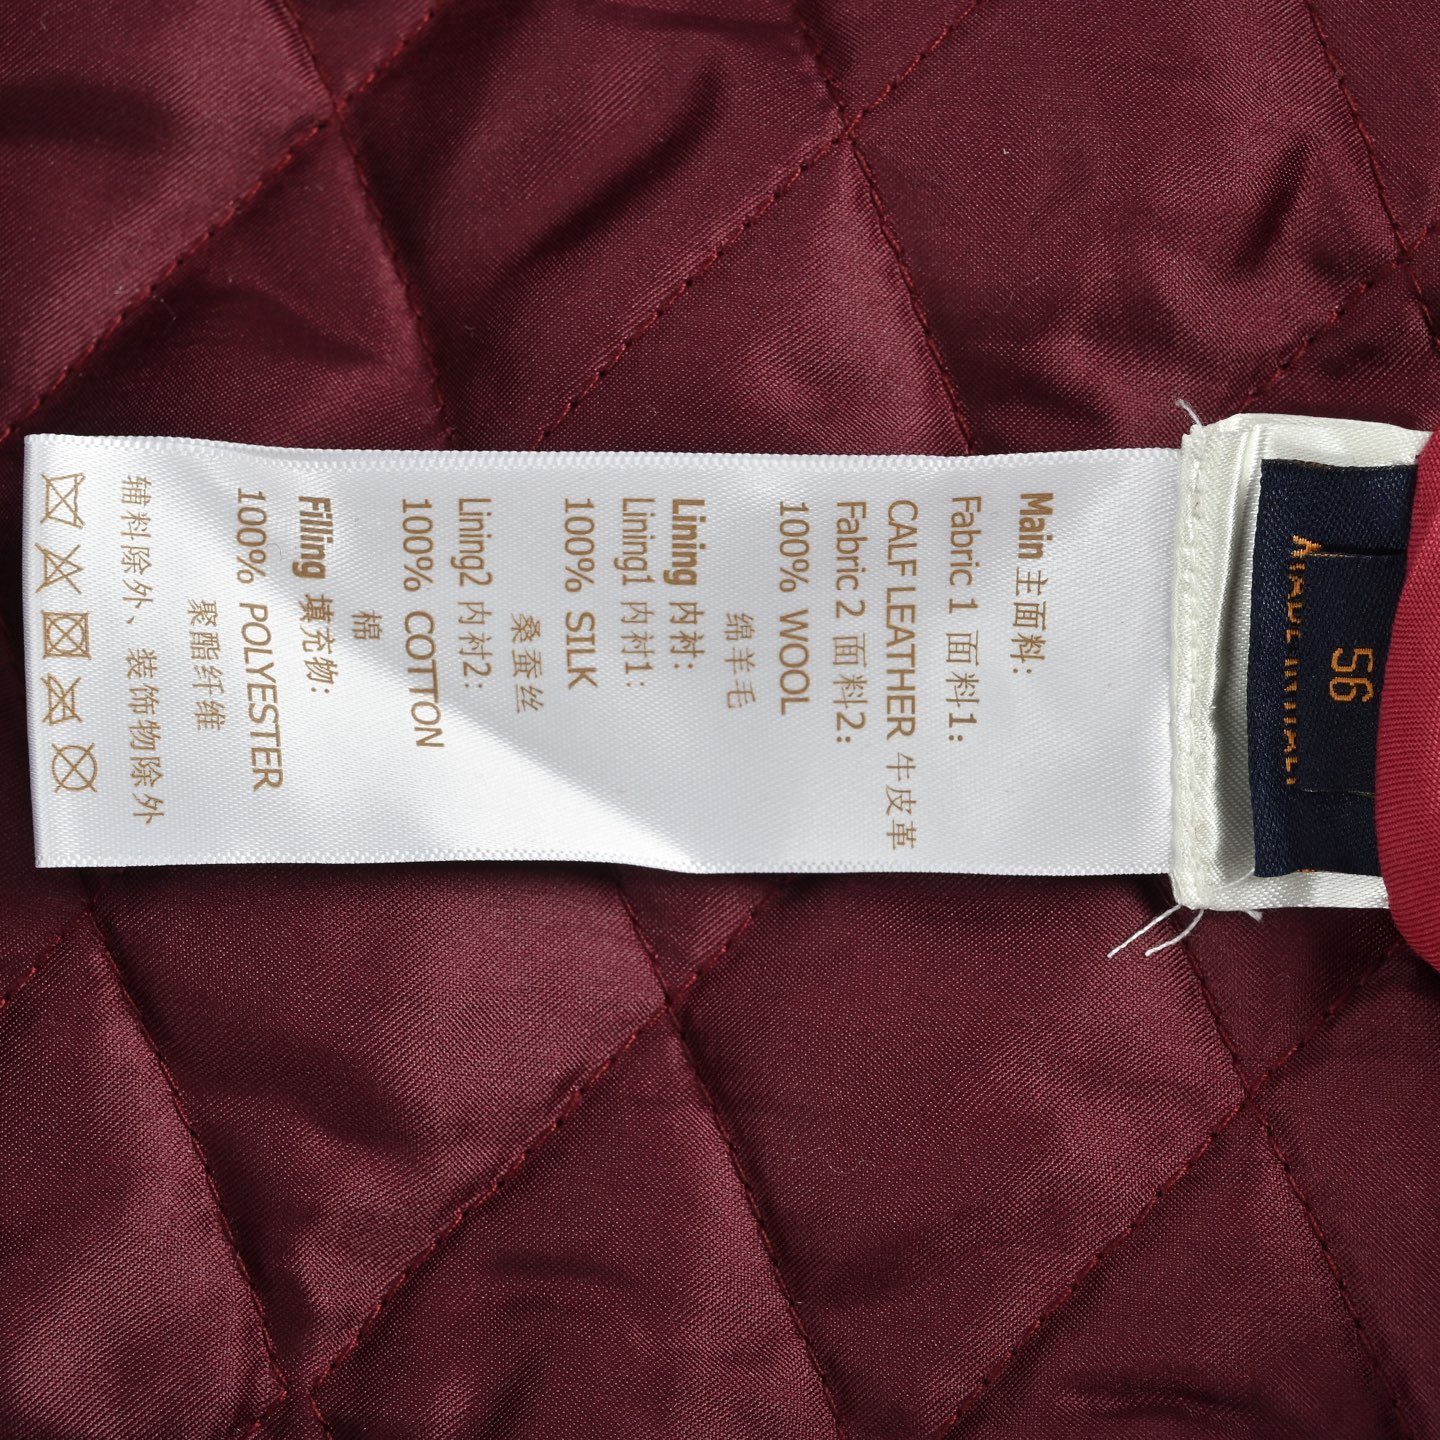 MADE IN ITALY
56
Main 主面料:
Fabric 1 面料1:
CALF LEATHER 牛皮革
Fabric 2 面料2:
100% WOOL
绵羊毛
Lining 内衬:
Lining1 内衬1:
100% SILK
桑蚕丝
Lining2 内衬2:
100% COTTON
棉
Filling 填充物:
100% POLYESTER
聚酯纤维
辅料除外、装饰物除外